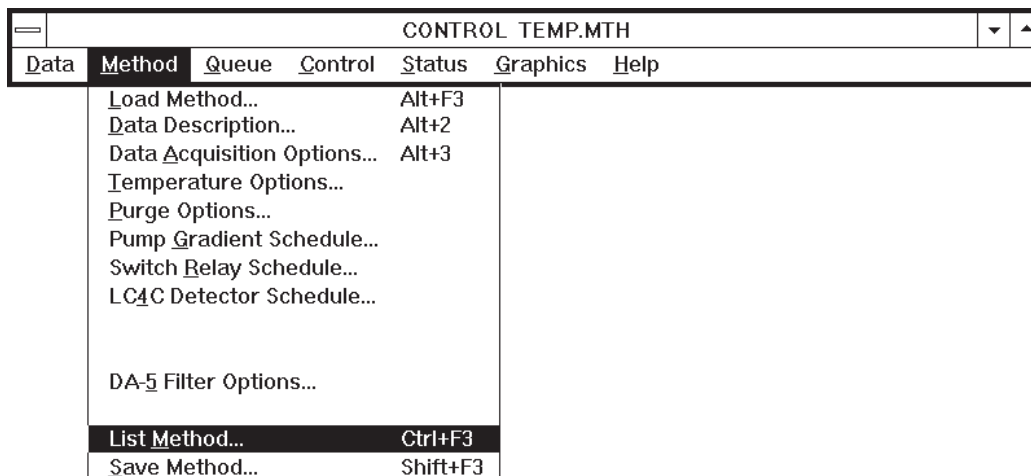 CONTROL TEMP.MTH
Data Method Queue Control Status Graphics Help
Load Method... Alt+F3
Data Description... Alt+2
Data Acquisition Options... Alt+3
Temperature Options...
Purge Options...
Pump Gradient Schedule...
Switch Relay Schedule...
LC4C Detector Schedule...
DA-5 Filter Options...
List Method... Ctrl+F3
Save Method... Shift+F3